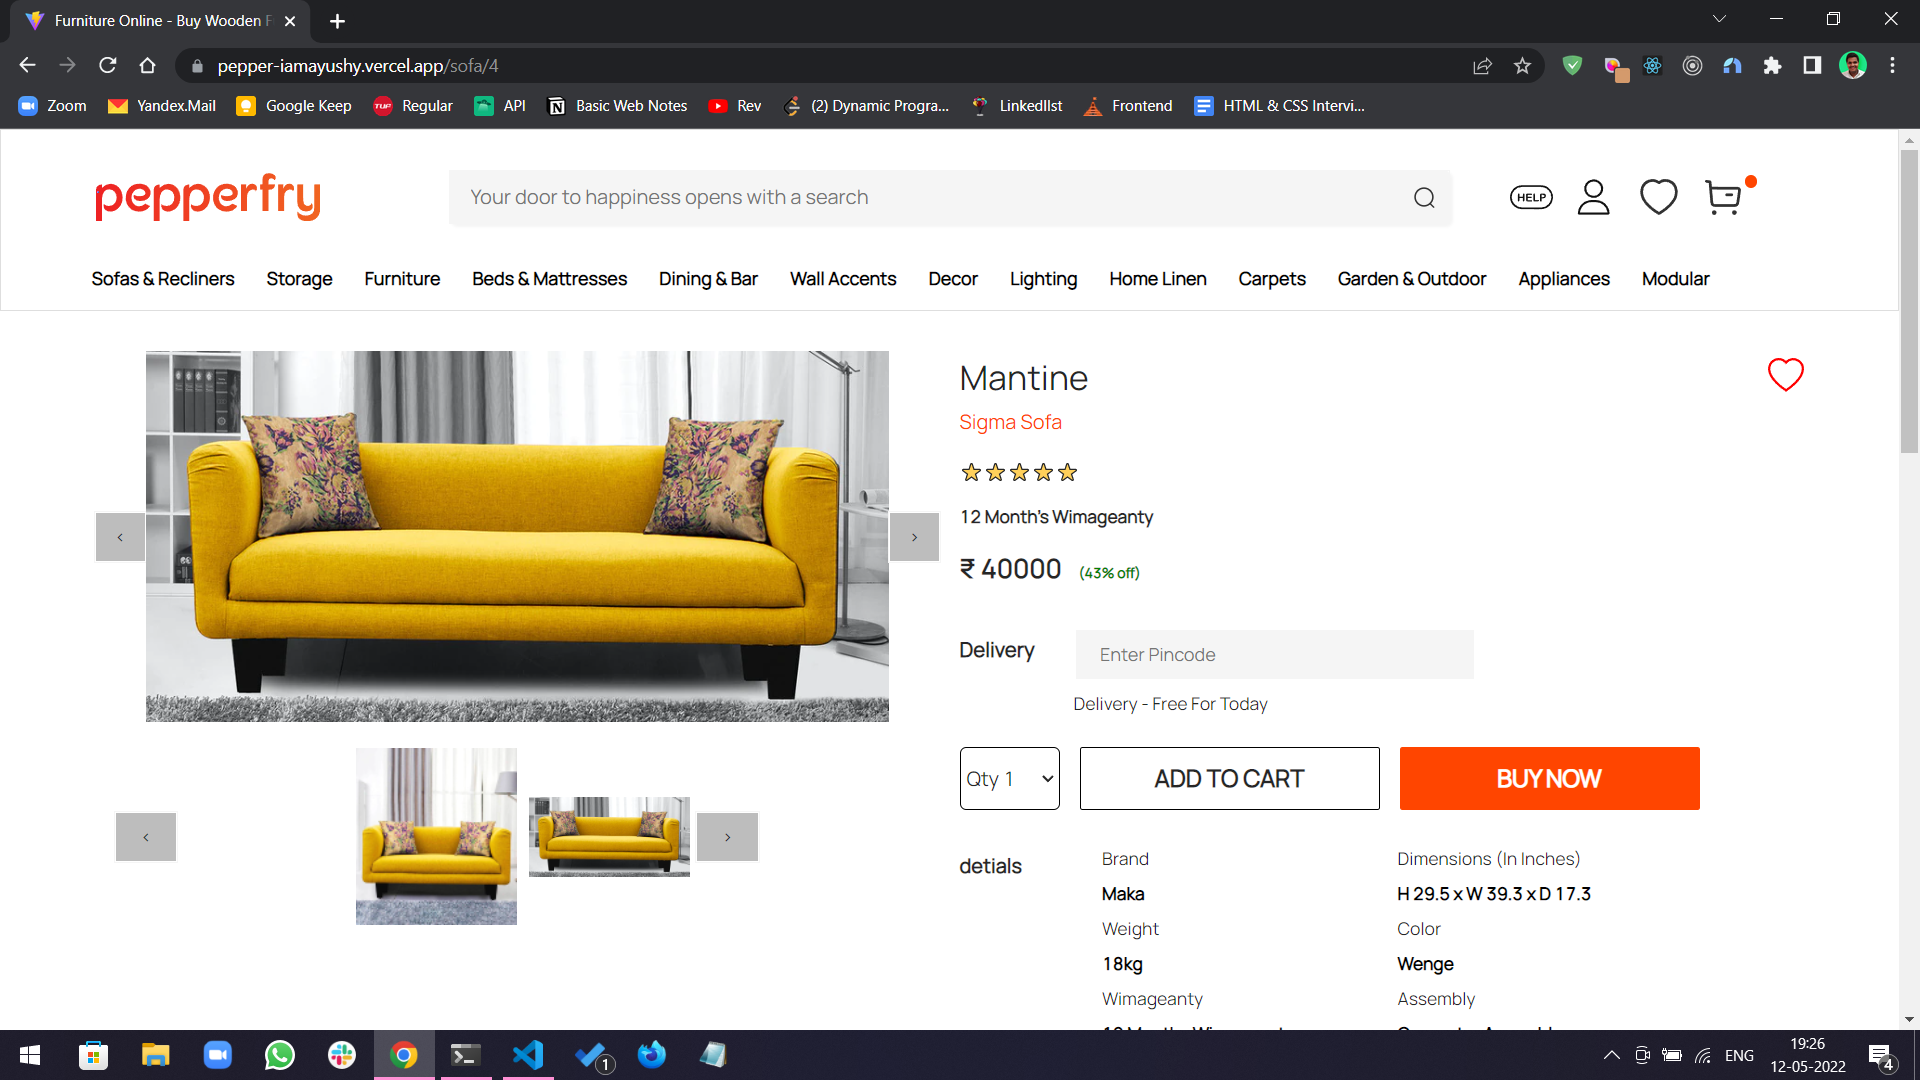 Furniture Online - Buy Wooden F
pepper-iamayushy.vercel.app/sofa/4
Zoom Yandex.Mail Google Keep TUP Regular API Basic Web Notes Rev (2) Dynamic Progra... LinkedIIst Frontend HTML & CSS Intervi...
pepperfry
Your door to happiness opens with a search
HELP
Sofas & Recliners Storage Furniture Beds & Mattresses Dining & Bar Wall Accents Decor Lighting Home Linen Carpets Garden & Outdoor Appliances Modular
Mantine
Sigma Sofa
12 Month's Wimageanty
₹ 40000 (43% off)
Delivery Enter Pincode
Delivery - Free For Today
Qty 1 ADD TO CART BUY NOW
detials
Brand Dimensions (In Inches)
Maka H 29.5 x W 39.3 x D 17.3
Weight Color
18kg Wenge
Wimageanty Assembly
1
ENG
19:26
12-05-2022
4